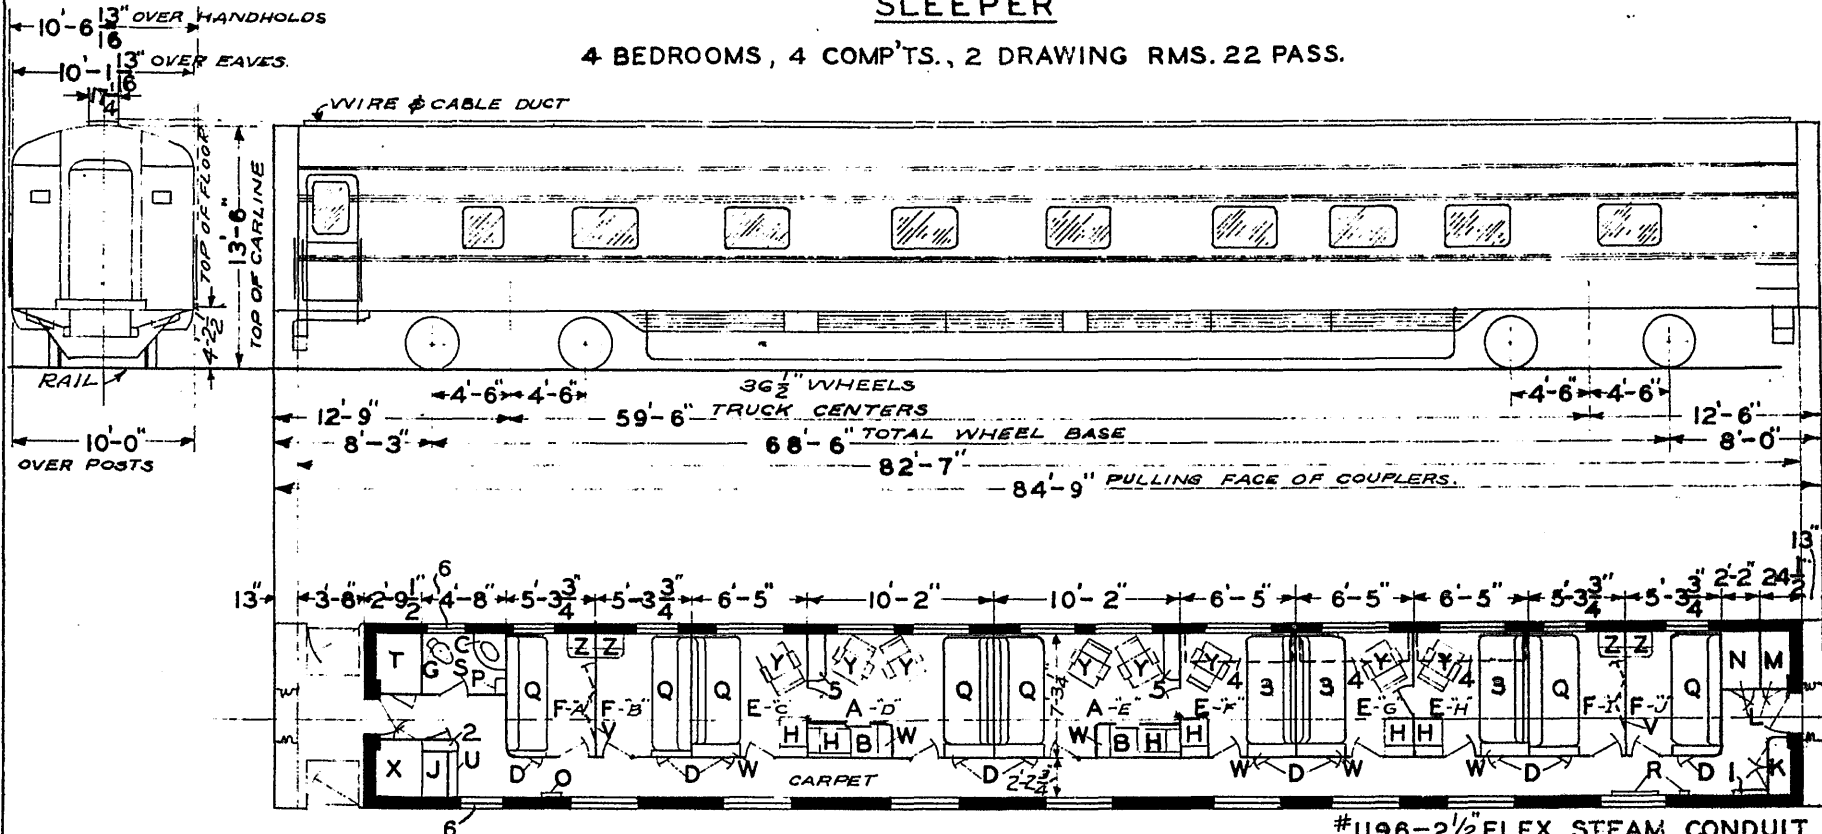 SLEEPER
4 BEDROOMS, 4 COMP'TS., 2 DRAWING RMS. 22 PASS.
10'-6 13/16" OVER HANDHOLDS
10'-1 13/16" OVER EAVES.
WIRE & CABLE DUCT
TOP OF FLOOR
4'-2 1/2"
13'-6"
TOP OF CARLINE
RAIL
10'-0"
OVER POSTS
4'-6" 4'-6" 36 1/2" WHEELS 4'-6" 4'-6"
12'-9" 59'-6" TRUCK CENTERS 12'-6"
8'-3" 68'-6" TOTAL WHEEL BASE 8'-0"
82'-7"
84'-9" PULLING FACE OF COUPLERS.
13" 3'-8" 2'-9 1/2" 4'-8" 5'-3 3/4" 5'-3 3/4" 6'-5" 10'-2" 10'-2" 6'-5" 6'-5" 6'-5" 5'-3 3/4" 5'-3 3/4" 2'-2" 24 1/2" 13"
6
T G C S P Q Z Z Q Q Y 5 Y Y Q Q Y Y 5 Y 4 3 3 4 Y Y 4 3 Q Z Z Q N M
F-"A" F-"B" V E-"C" A-"D" A-"E" E-"F" E-"G" E-"H" F-"I" F-"J" V L
2 H H B W W B H H H H
X J U D O D W CARPET D 2'-2 3/4" W D W W D R D 1 K
6
#1196-2 1/2" FLEX STEAM CONDUIT